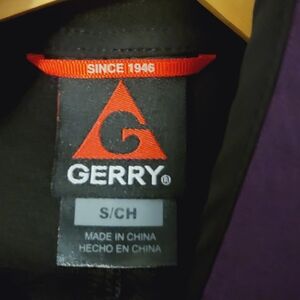 SINCE 1946
G
GERRY®
S/CH
MADE IN CHINA
HECHO EN CHINA